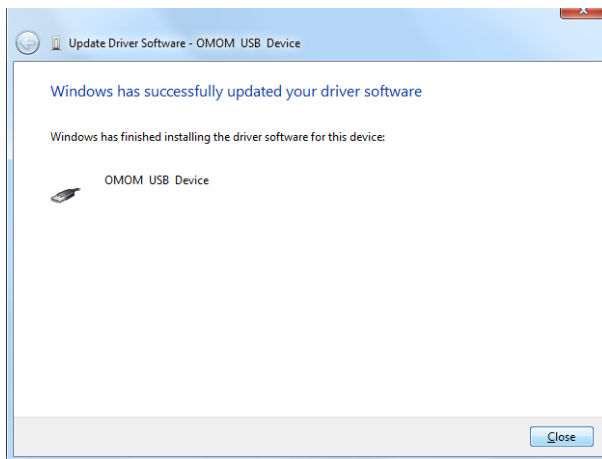 Update Driver Software - OMOM USB Device
Windows has successfully updated your driver software
Windows has finished installing the driver software for this device:
OMOM USB Device
Close